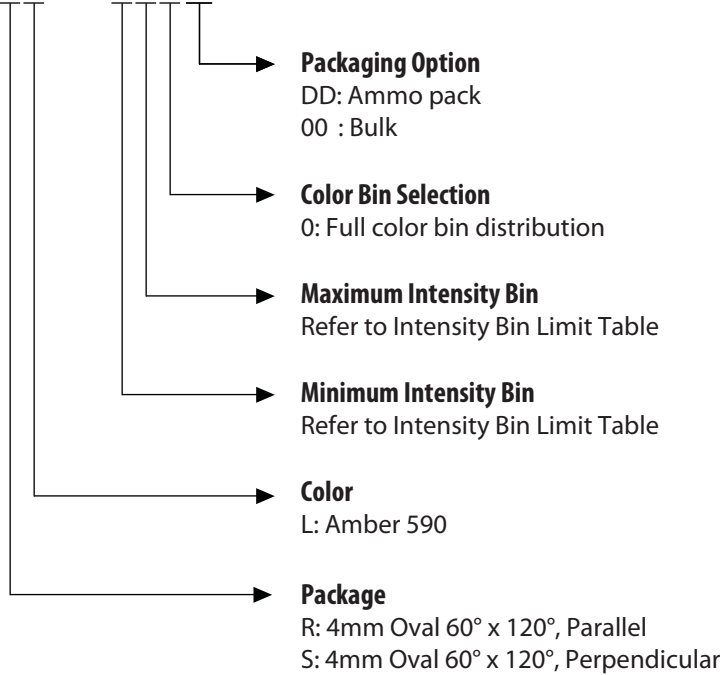 Packaging Option
DD: Ammo pack
00 : Bulk
Color Bin Selection
0: Full color bin distribution
Maximum Intensity Bin
Refer to Intensity Bin Limit Table
Minimum Intensity Bin
Refer to Intensity Bin Limit Table
Color
L: Amber 590
Package
R: 4mm Oval 60° x 120°, Parallel
S: 4mm Oval 60° x 120°, Perpendicular